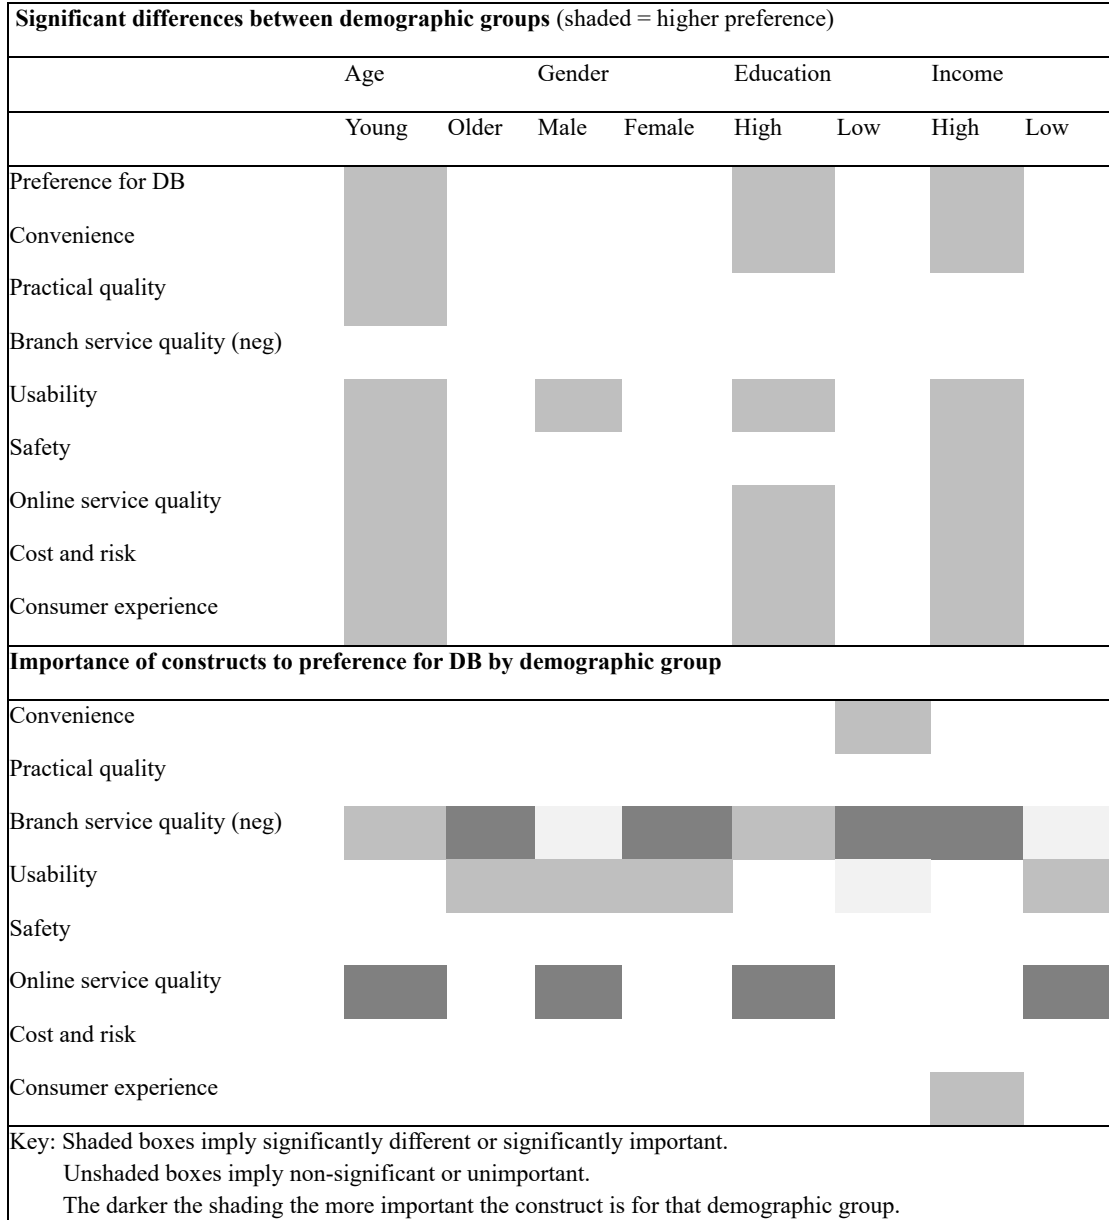 Significant differences between demographic groups (shaded = higher preference)
Age Gender Education Income
Young Older Male Female High Low High Low
Preference for DB
Convenience
Practical quality
Branch service quality (neg)
Usability
Safety
Online service quality
Cost and risk
Consumer experience
Importance of constructs to preference for DB by demographic group
Convenience
Practical quality
Branch service quality (neg)
Usability
Safety
Online service quality
Cost and risk
Consumer experience
Key: Shaded boxes imply significantly different or significantly important.
Unshaded boxes imply non-significant or unimportant.
The darker the shading the more important the construct is for that demographic group.